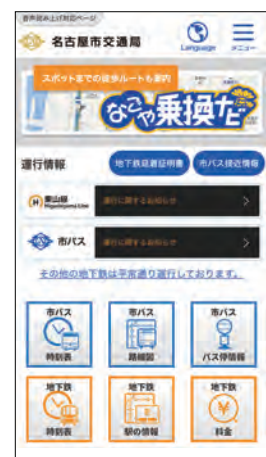 音声読み上げ対応ページ
名古屋市交通局
Language
メニュー
スポットまでの徒歩ルートも案内
なごや乗換ナビ
運行情報
地下鉄遅延証明書
市バス接近情報
H
東山線
Higashiyama Line
運行に関するお知らせ
市バス
運行に関するお知らせ
その他の地下鉄は平常通り運行しております。
市バス
時刻表
市バス
路線図
市バス
バス停情報
地下鉄
時刻表
地下鉄
駅の情報
地下鉄
¥
料金